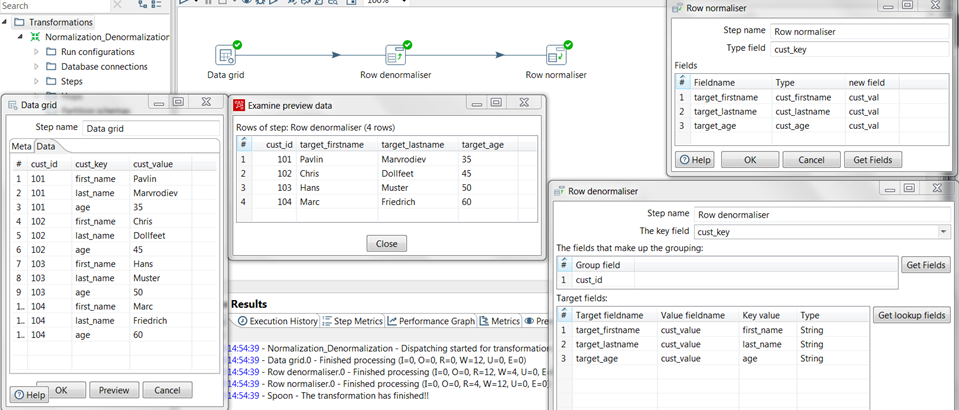 Search
100%
Transformations
Normalization_Denormalization
Run configurations
Database connections
Steps
Data grid
Row denormaliser
Row normaliser
Row normaliser
Step name Row normaliser
Type field cust_key
Fields
# Fieldname Type new field
1 target_firstname cust_firstname cust_val
2 target_lastname cust_lastname cust_val
3 target_age cust_age cust_val
Help OK Cancel Get Fields
Data grid
Step name Data grid
Meta Data
# cust_id cust_key cust_value
1 101 first_name Pavlin
2 101 last_name Marvrodiev
3 101 age 35
4 102 first_name Chris
5 102 last_name Dollfeet
6 102 age 45
7 103 first_name Hans
8 103 last_name Muster
9 103 age 50
1.. 104 first_name Marc
1.. 104 last_name Friedrich
1.. 104 age 60
Help OK Preview Cancel
Examine preview data
Rows of step: Row denormaliser (4 rows)
# cust_id target_firstname target_lastname target_age
1 101 Pavlin Marvrodiev 35
2 102 Chris Dollfeet 45
3 103 Hans Muster 50
4 104 Marc Friedrich 60
Close
Row denormaliser
Step name Row denormaliser
The key field cust_key
The fields that make up the grouping:
# Group field
1 cust_id
Get Fields
Target fields:
# Target fieldname Value fieldname Key value Type
1 target_firstname cust_value first_name String
2 target_lastname cust_value last_name String
3 target_age cust_value age String
Get lookup fields
Results
Execution History Step Metrics Performance Graph Metrics Pre
14:54:39 - Normalization_Denormalization - Dispatching started for transformation
14:54:39 - Data grid.0 - Finished processing (I=0, O=0, R=0, W=12, U=0, E=0)
14:54:39 - Row denormaliser.0 - Finished processing (I=0, O=0, R=12, W=4, U=0, E=
14:54:39 - Row normaliser.0 - Finished processing (I=0, O=0, R=4, W=12, U=0, E=0
14:54:39 - Spoon - The transformation has finished!!